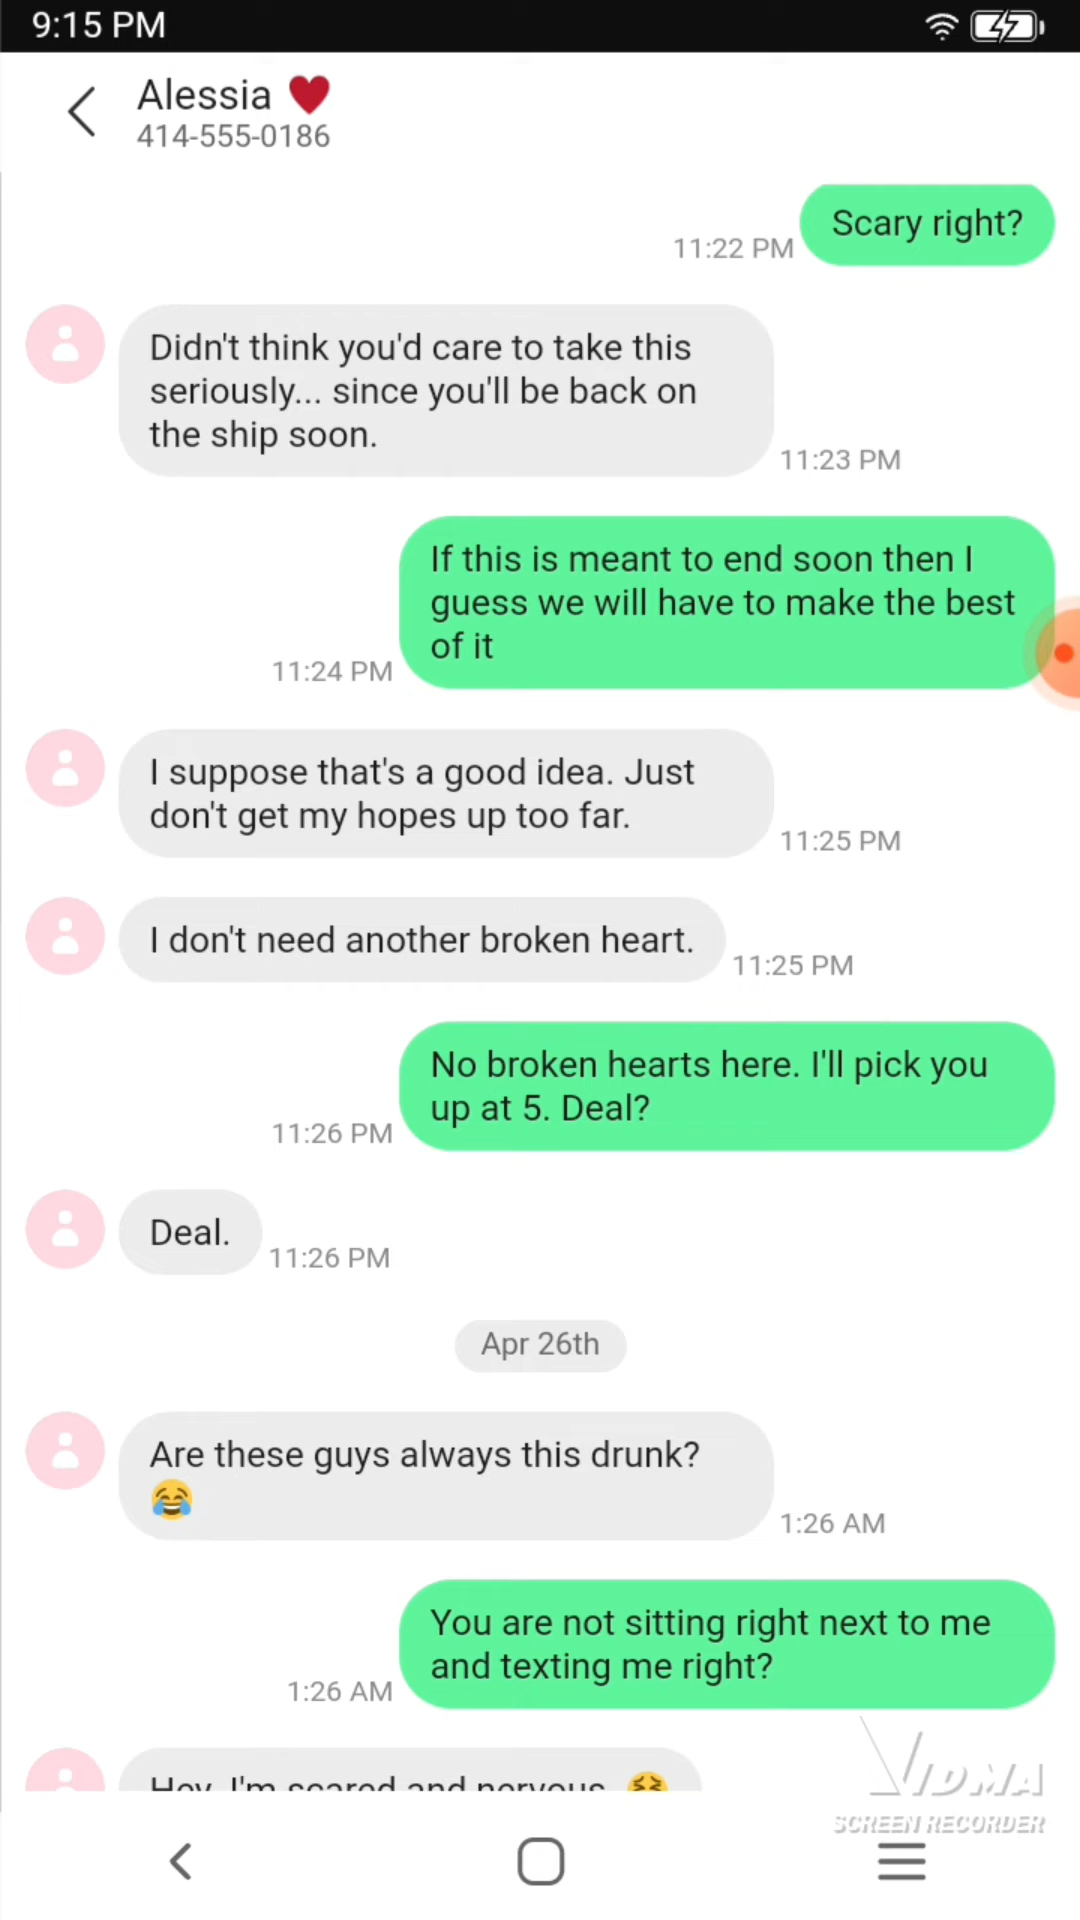 9:15 PM
Alessia ❤️
414-555-0186
Scary right?
11:22 PM
Didn't think you'd care to take this
seriously... since you'll be back on
the ship soon.
11:23 PM
If this is meant to end soon then I
guess we will have to make the best
of it
11:24 PM
I suppose that's a good idea. Just
don't get my hopes up too far.
11:25 PM
I don't need another broken heart.
11:25 PM
No broken hearts here. I'll pick you
up at 5. Deal?
11:26 PM
Deal.
11:26 PM
Apr 26th
Are these guys always this drunk?
😂
1:26 AM
You are not sitting right next to me
and texting me right?
1:26 AM
Hey, I'm scared and nervous. 😝
VIDMA
SCREEN RECORDER